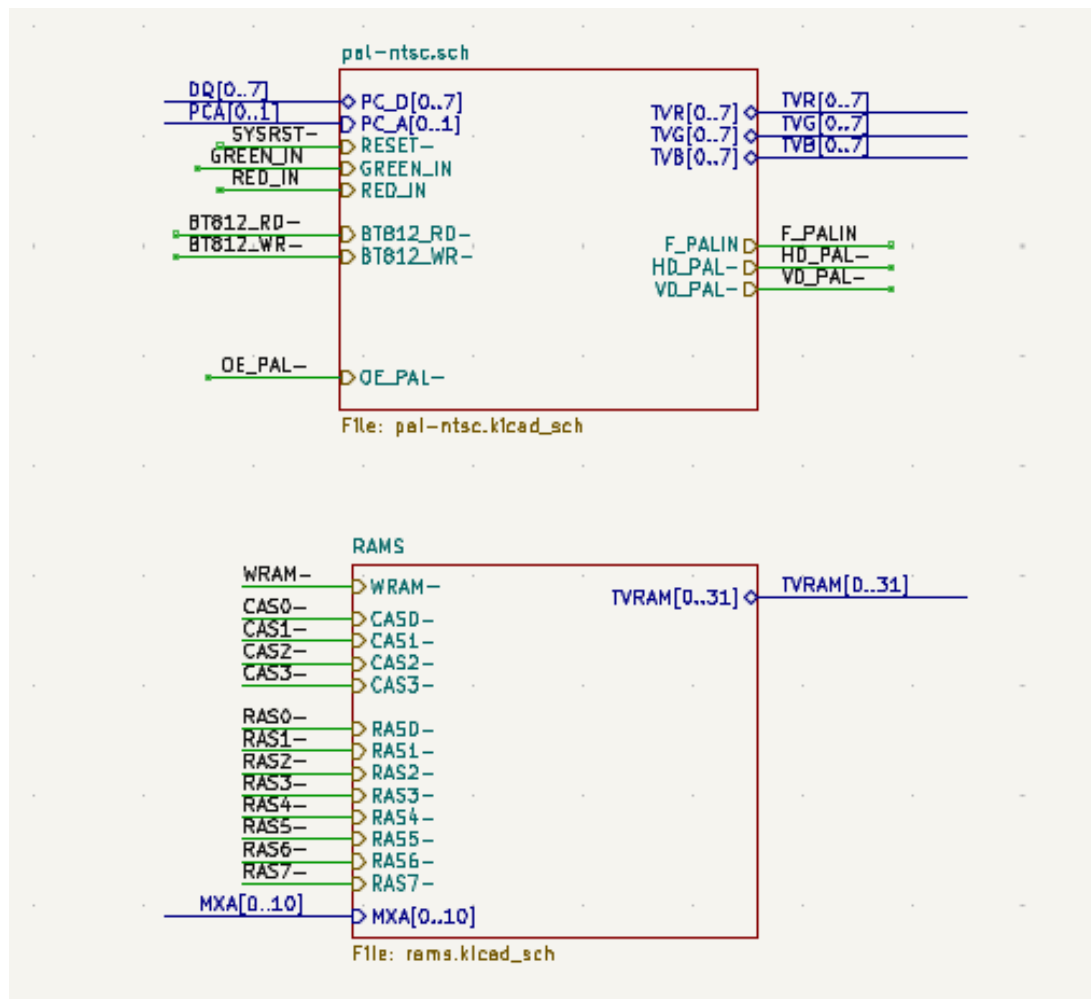 pal-ntsc.sch
DQ[0..7]
PCA[0..1]
SYSRST-
GREEN_IN
RED_IN
BT812_RD-
BT812_WR-
OE_PAL-
PC_D[0..7]
PC_A[0..1]
RESET-
GREEN_IN
RED_IN
BT812_RD-
BT812_WR-
OE_PAL-
TVR[0..7]
TVG[0..7]
TVB[0..7]
F_PALIN
HD_PAL-
VD_PAL-
TVR[0..7]
TVG[0..7]
TVB[0..7]
F_PALIN
HD_PAL-
VD_PAL-
File: pal-ntsc.kicad_sch
RAMS
WRAM-
CAS0-
CAS1-
CAS2-
CAS3-
RAS0-
RAS1-
RAS2-
RAS3-
RAS4-
RAS5-
RAS6-
RAS7-
MXA[0..10]
WRAM-
CAS0-
CAS1-
CAS2-
CAS3-
RAS0-
RAS1-
RAS2-
RAS3-
RAS4-
RAS5-
RAS6-
RAS7-
MXA[0..10]
TVRAM[0..31]
TVRAM[0..31]
File: rams.kicad_sch